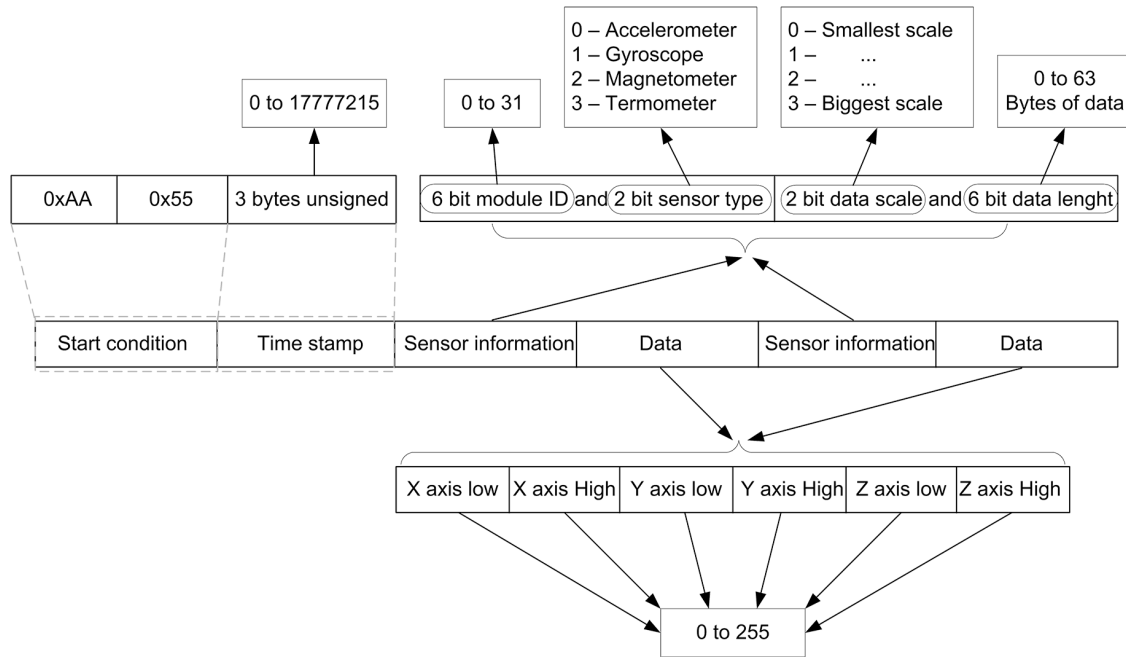 0 – Accelerometer
1 – Gyroscope
2 – Magnetometer
3 – Termometer
0 – Smallest scale
1 – ...
2 – ...
3 – Biggest scale
0 to 17777215
0 to 31
0 to 63
Bytes of data
0xAA
0x55
3 bytes unsigned
6 bit module ID and 2 bit sensor type
2 bit data scale and 6 bit data lenght
Start condition
Time stamp
Sensor information
Data
Sensor information
Data
X axis low
X axis High
Y axis low
Y axis High
Z axis low
Z axis High
0 to 255